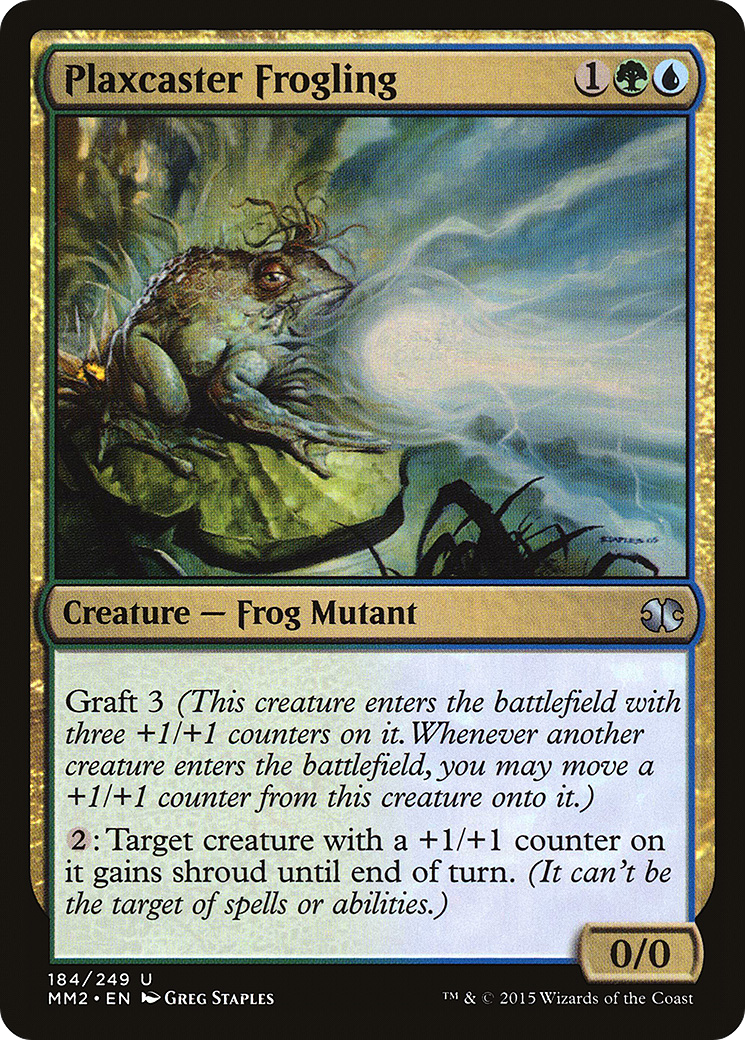 Plaxcaster Frogling 1
STAPLES 05
Creature — Frog Mutant
Graft 3 (This creature enters the battlefield with
three +1/+1 counters on it. Whenever another
creature enters the battlefield, you may move a
+1/+1 counter from this creature onto it.)
2: Target creature with a +1/+1 counter on
it gains shroud until end of turn. (It can't be
the target of spells or abilities.)
0/0
184/249 U
MM2 • EN Greg Staples
™ & © 2015 Wizards of the Coast